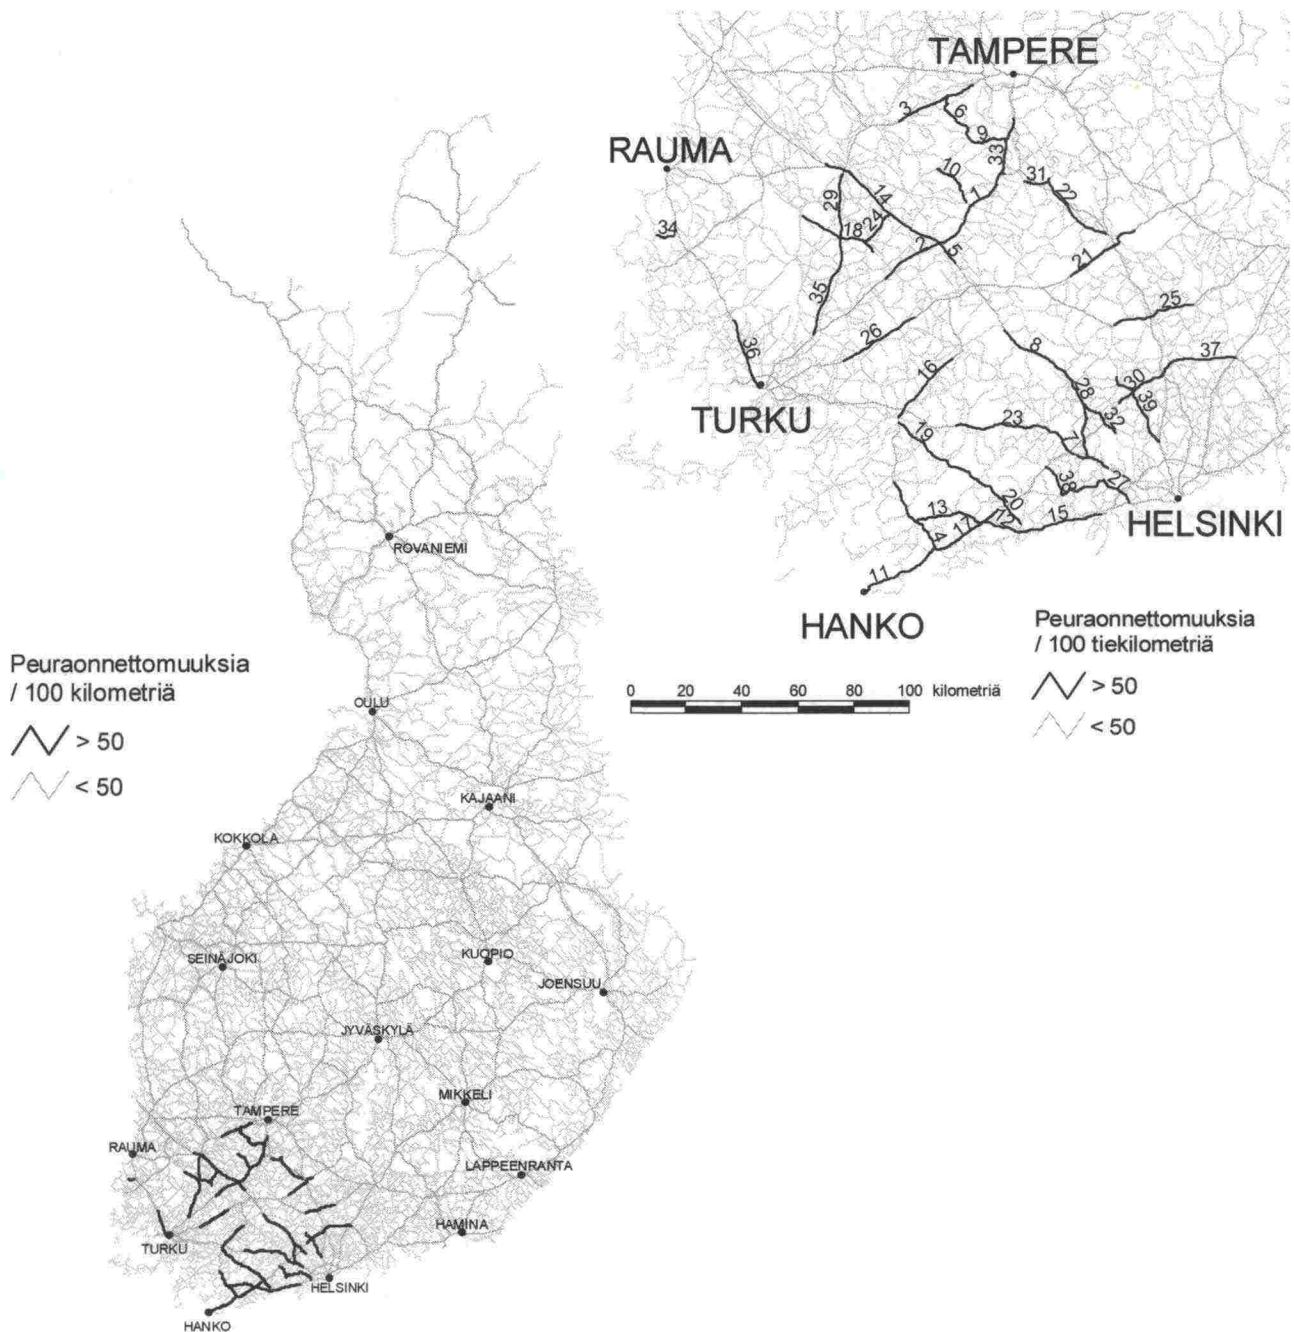 TAMPERE
RAUMA
TURKU
HELSINKI
HANKO
3
6
9
33
10
1
31
22
14
29
24
18
34
2
5
21
35
25
26
36
8
37
16
30
28
39
32
23
19
7
38
27
20
13
12
15
17
4
11
Peuraonnettomuuksia
/ 100 tiekilometriä
> 50
< 50
0 20 40 60 80 100 kilometriä
Peuraonnettomuuksia
/ 100 kilometriä
> 50
< 50
ROVANIEMI
OULU
KAJAANI
KOKKOLA
SEINÄJOKI
KUOPIO
JOENSUU
JYVÄSKYLÄ
MIKKELI
TAMPERE
RAUMA
LAPPEENRANTA
HAMINA
TURKU
HELSINKI
HANKO